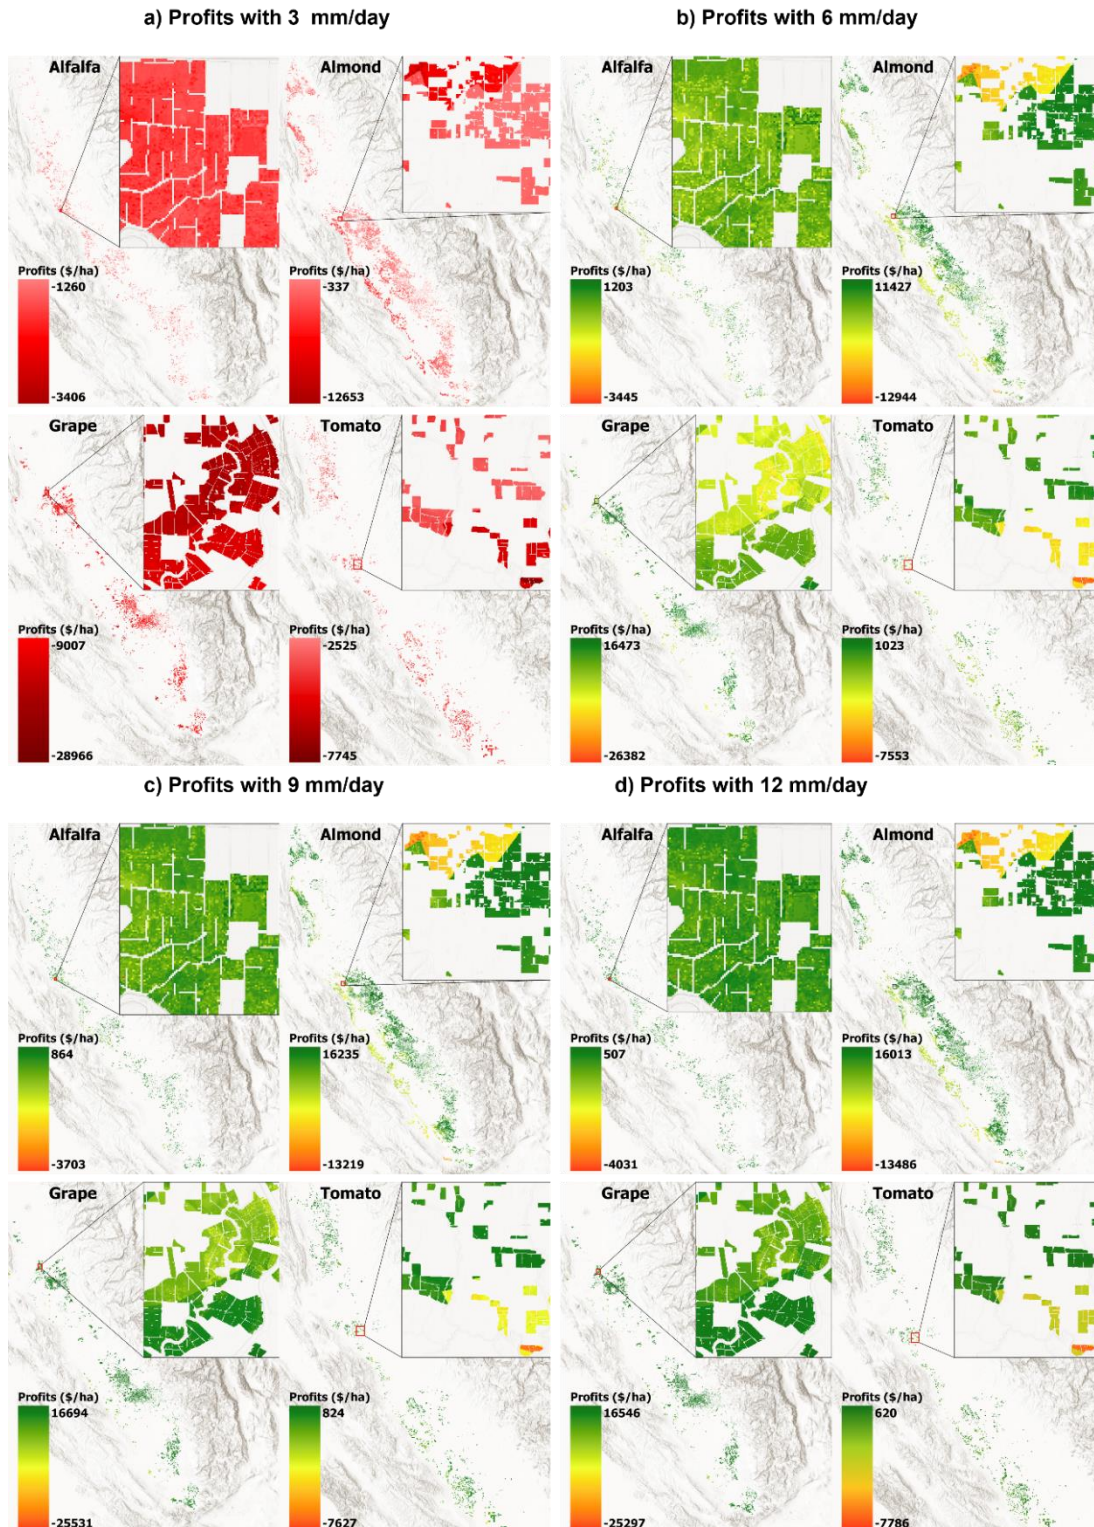 a) Profits with 3 mm/day
b) Profits with 6 mm/day
Alfalfa
Almond
Alfalfa
Almond
Profits ($/ha)
-1260
-3406
Profits ($/ha)
-337
-12653
Profits ($/ha)
1203
-3445
Profits ($/ha)
11427
-12944
Grape
Tomato
Grape
Tomato
Profits ($/ha)
-9007
-28966
Profits ($/ha)
-2525
-7745
Profits ($/ha)
16473
-26382
Profits ($/ha)
1023
-7553
c) Profits with 9 mm/day
d) Profits with 12 mm/day
Alfalfa
Almond
Alfalfa
Almond
Profits ($/ha)
864
-3703
Profits ($/ha)
16235
-13219
Profits ($/ha)
507
-4031
Profits ($/ha)
16013
-13486
Grape
Tomato
Grape
Tomato
Profits ($/ha)
16694
-25531
Profits ($/ha)
824
-7627
Profits ($/ha)
16546
-25297
Profits ($/ha)
620
-7786